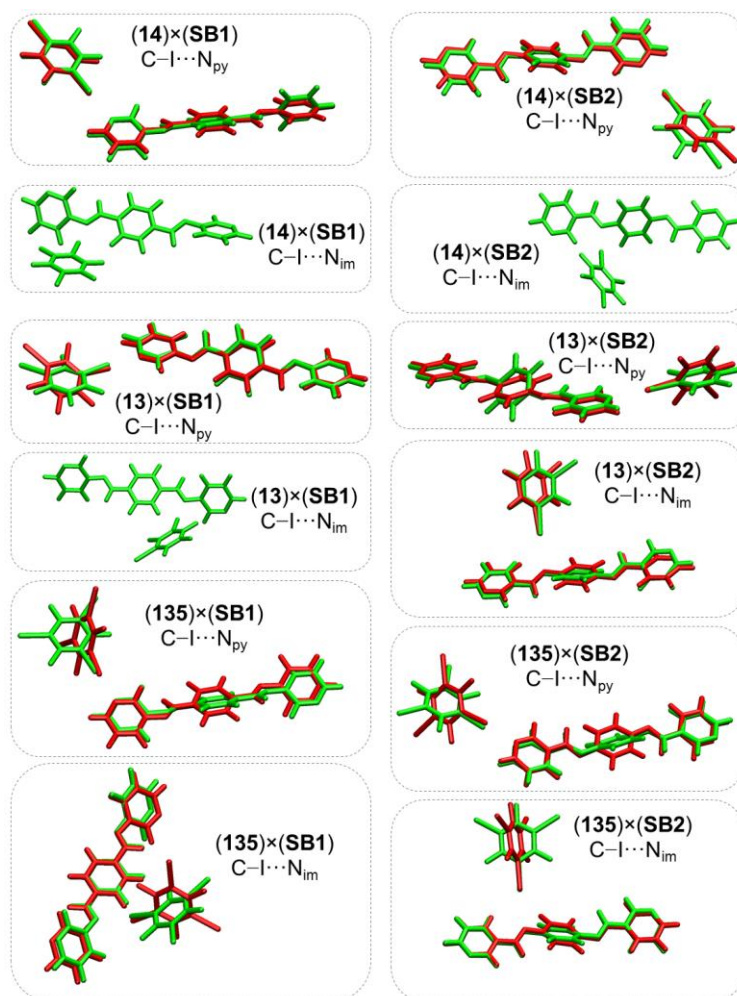 (14)×(SB1)
C–I···Npy
(14)×(SB2)
C–I···Npy
(14)×(SB1)
C–I···Nim
(14)×(SB2)
C–I···Nim
(13)×(SB1)
C–I···Npy
(13)×(SB2)
C–I···Npy
(13)×(SB1)
C–I···Nim
(13)×(SB2)
C–I···Nim
(135)×(SB1)
C–I···Npy
(135)×(SB2)
C–I···Npy
(135)×(SB1)
C–I···Nim
(135)×(SB2)
C–I···Nim